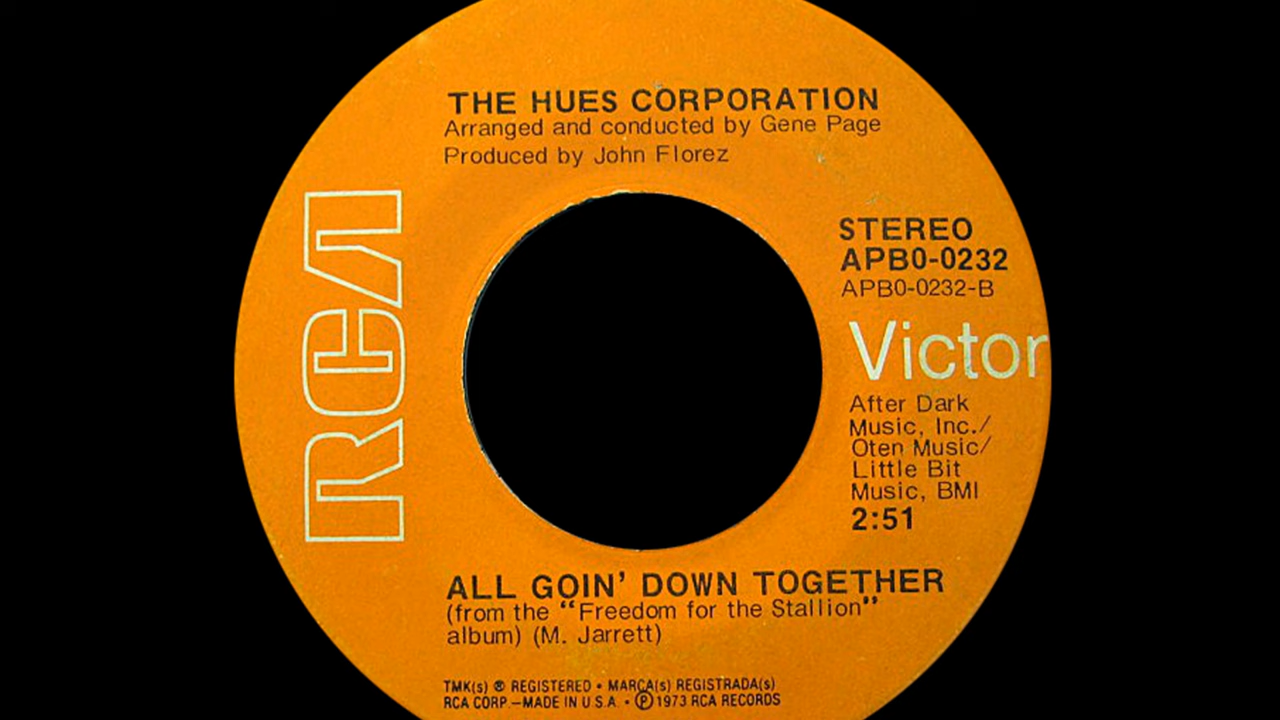 THE HUES CORPORATION
Arranged and conducted by Gene Page
Produced by John Florez
RCA
STEREO
APB0-0232
APB0-0232-B
Victor
After Dark
Music, Inc./
Oten Music/
Little Bit
Music, BMI
2:51
ALL GOIN' DOWN TOGETHER
(from the "Freedom for the Stallion"
album) (M. Jarrett)
TMK(s) ® REGISTERED • MARCA(s) REGISTRADA(s)
RCA CORP.—MADE IN U.S.A. • ℗ 1973 RCA RECORDS